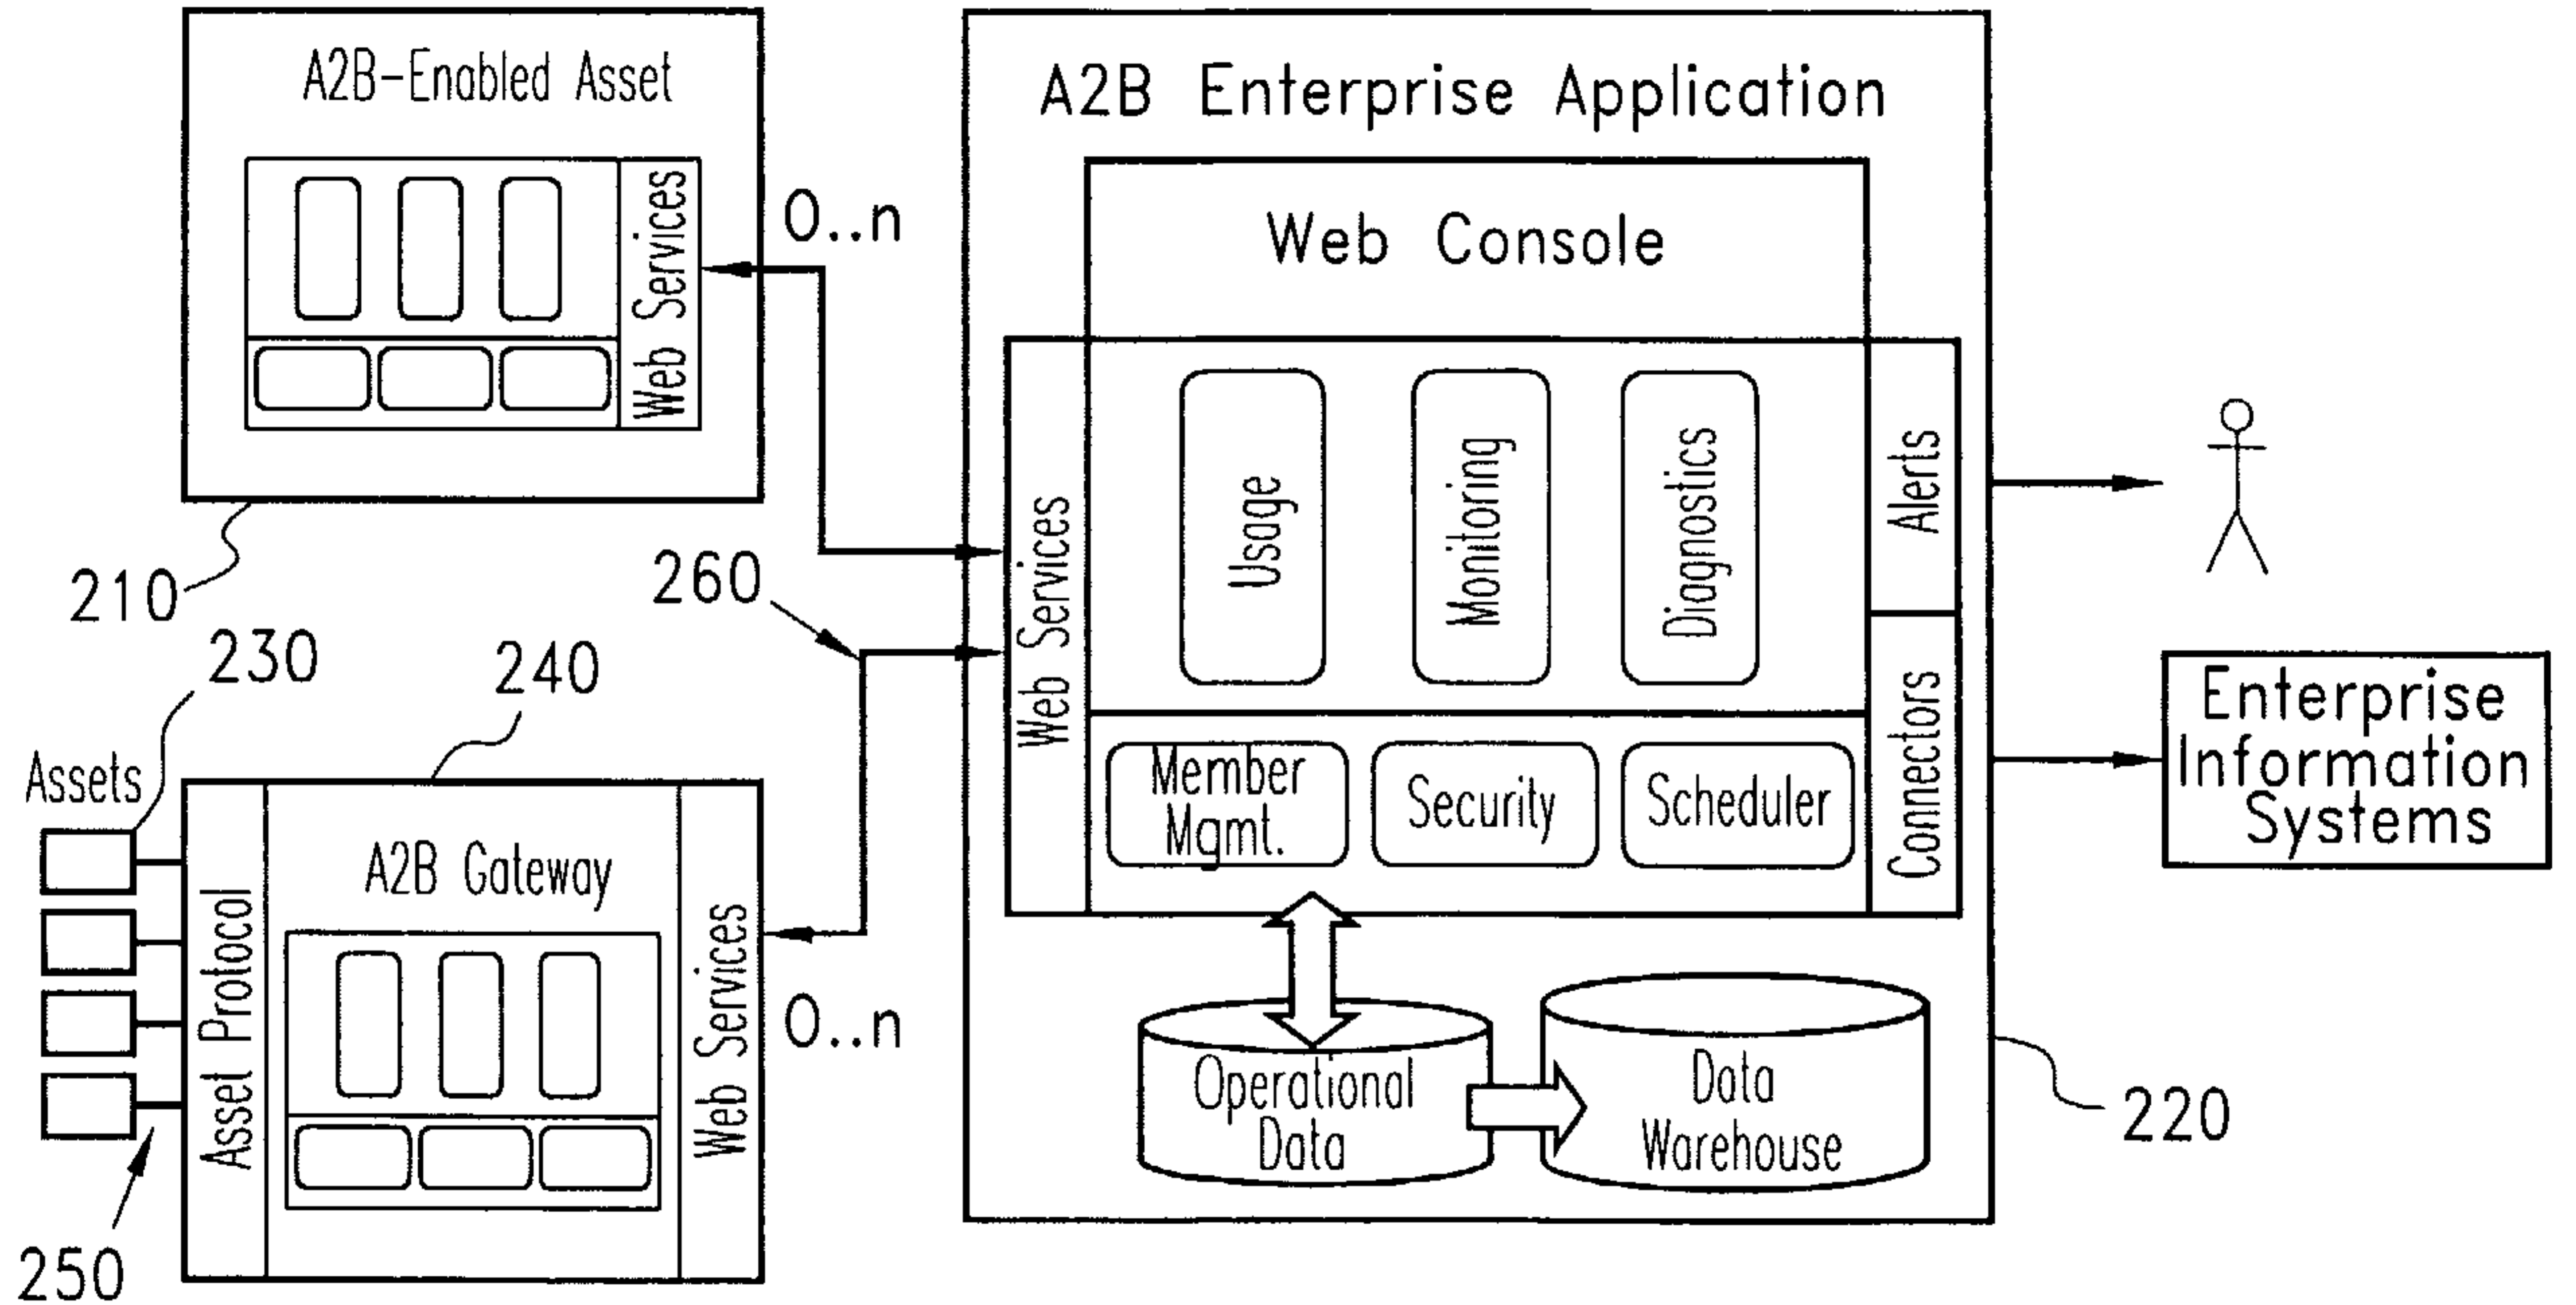 A2B-Enabled Asset
Web Services
0..n
210
230
240
260
Assets
Asset Protocol
A2B Gateway
Web Services
0..n
250
A2B Enterprise Application
Web Console
Web Services
Usage
Monitoring
Diagnostics
Alerts
Member
Mgmt.
Security
Scheduler
Connectors
Operational
Data
Data
Warehouse
Enterprise
Information
Systems
220